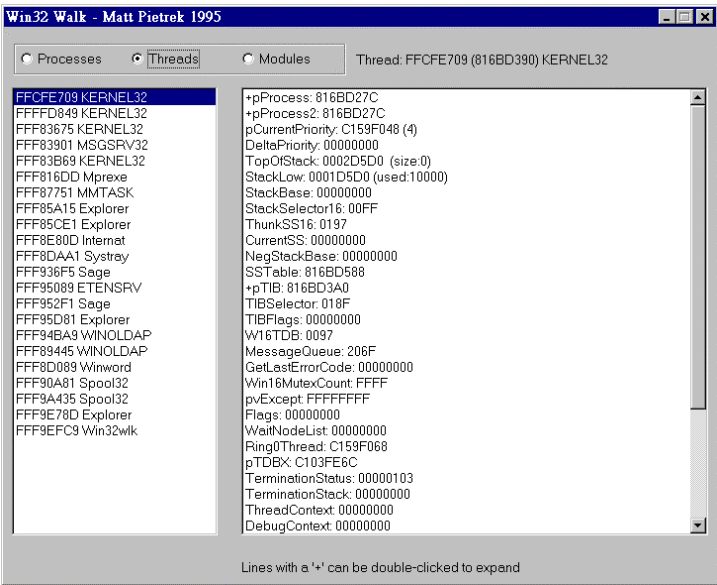 Win32 Walk - Matt Pietrek 1995
Processes Threads Modules Thread: FFCFE709 (816BD390) KERNEL32
FFCFE709 KERNEL32
FFFFD849 KERNEL32
FFF83675 KERNEL32
FFF83901 MSGSRV32
FFF83B69 KERNEL32
FFF816DD Mprexe
FFF87751 MMTASK
FFF85A15 Explorer
FFF85CE1 Explorer
FFF8E80D Internat
FFF8DAA1 Systray
FFF936F5 Sage
FFF95089 ETENSRV
FFF952F1 Sage
FFF95D81 Explorer
FFF94BA9 WINOLDAP
FFF89445 WINOLDAP
FFF8D089 Winword
FFF90A81 Spool32
FFF9A435 Spool32
FFF9E78D Explorer
FFF9EFC9 Win32wlk
+pProcess: 816BD27C
+pProcess2: 816BD27C
pCurrentPriority: C159F048 (4)
DeltaPriority: 00000000
TopOfStack: 0002D5D0 (size:0)
StackLow: 0001D5D0 (used:10000)
StackBase: 00000000
StackSelector16: 00FF
ThunkSS16: 0197
CurrentSS: 00000000
NegStackBase: 00000000
SSTable: 816BD588
+pTIB: 816BD3A0
TIBSelector: 018F
TIBFlags: 00000000
W16TDB: 0097
MessageQueue: 206F
GetLastErrorCode: 00000000
Win16MutexCount: FFFF
pvExcept: FFFFFFFF
Flags: 00000000
WaitNodeList: 00000000
Ring0Thread: C159F068
pTDBX: C103FE6C
TerminationStatus: 00000103
TerminationStack: 00000000
ThreadContext: 00000000
DebugContext: 00000000
Lines with a '+' can be double-clicked to expand